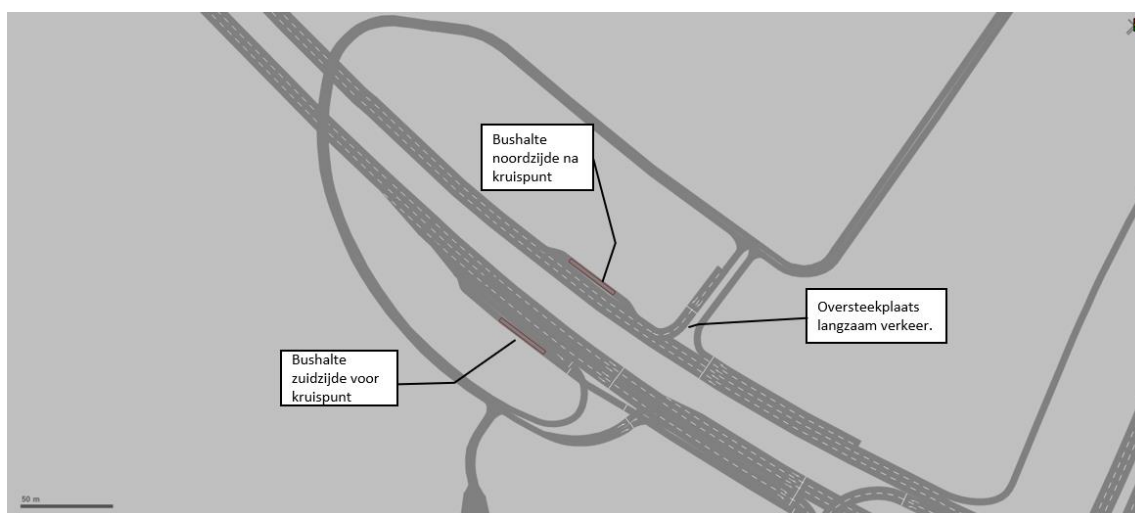 Bushalte
noordzijde na
kruispunt
Oversteekplaats
langzaam verkeer.
Bushalte
zuidzijde voor
kruispunt
50 m